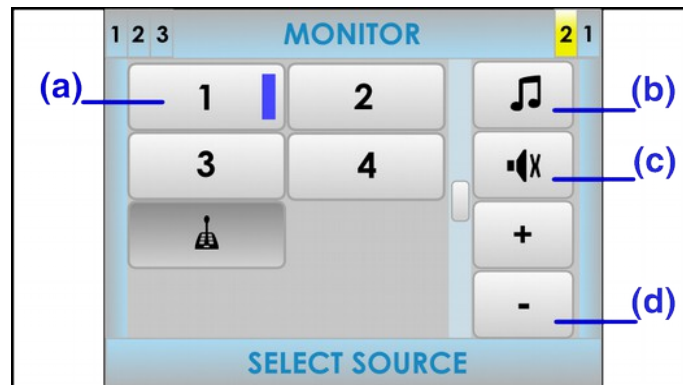 1 2 3 MONITOR 2 1
(a) 1 2 (b)
3 4 X (c)
+
- (d)
SELECT SOURCE